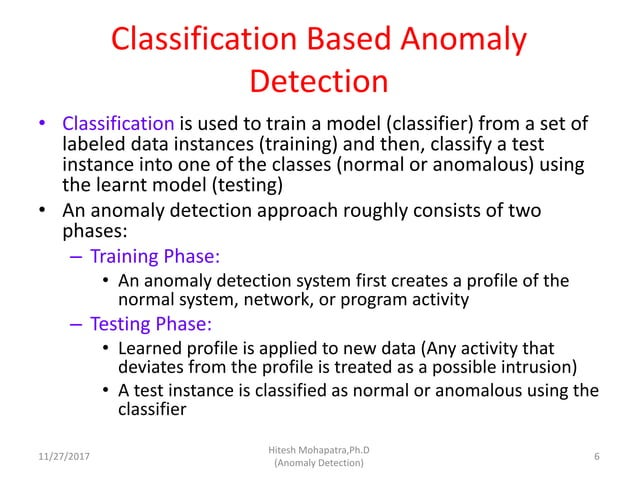 Classification Based Anomaly
Detection
• Classification is used to train a model (classifier) from a set of
labeled data instances (training) and then, classify a test
instance into one of the classes (normal or anomalous) using
the learnt model (testing)
• An anomaly detection approach roughly consists of two
phases:
– Training Phase:
• An anomaly detection system first creates a profile of the
normal system, network, or program activity
– Testing Phase:
• Learned profile is applied to new data (Any activity that
deviates from the profile is treated as a possible intrusion)
• A test instance is classified as normal or anomalous using the
classifier
11/27/2017
Hitesh Mohapatra,Ph.D
(Anomaly Detection)
6